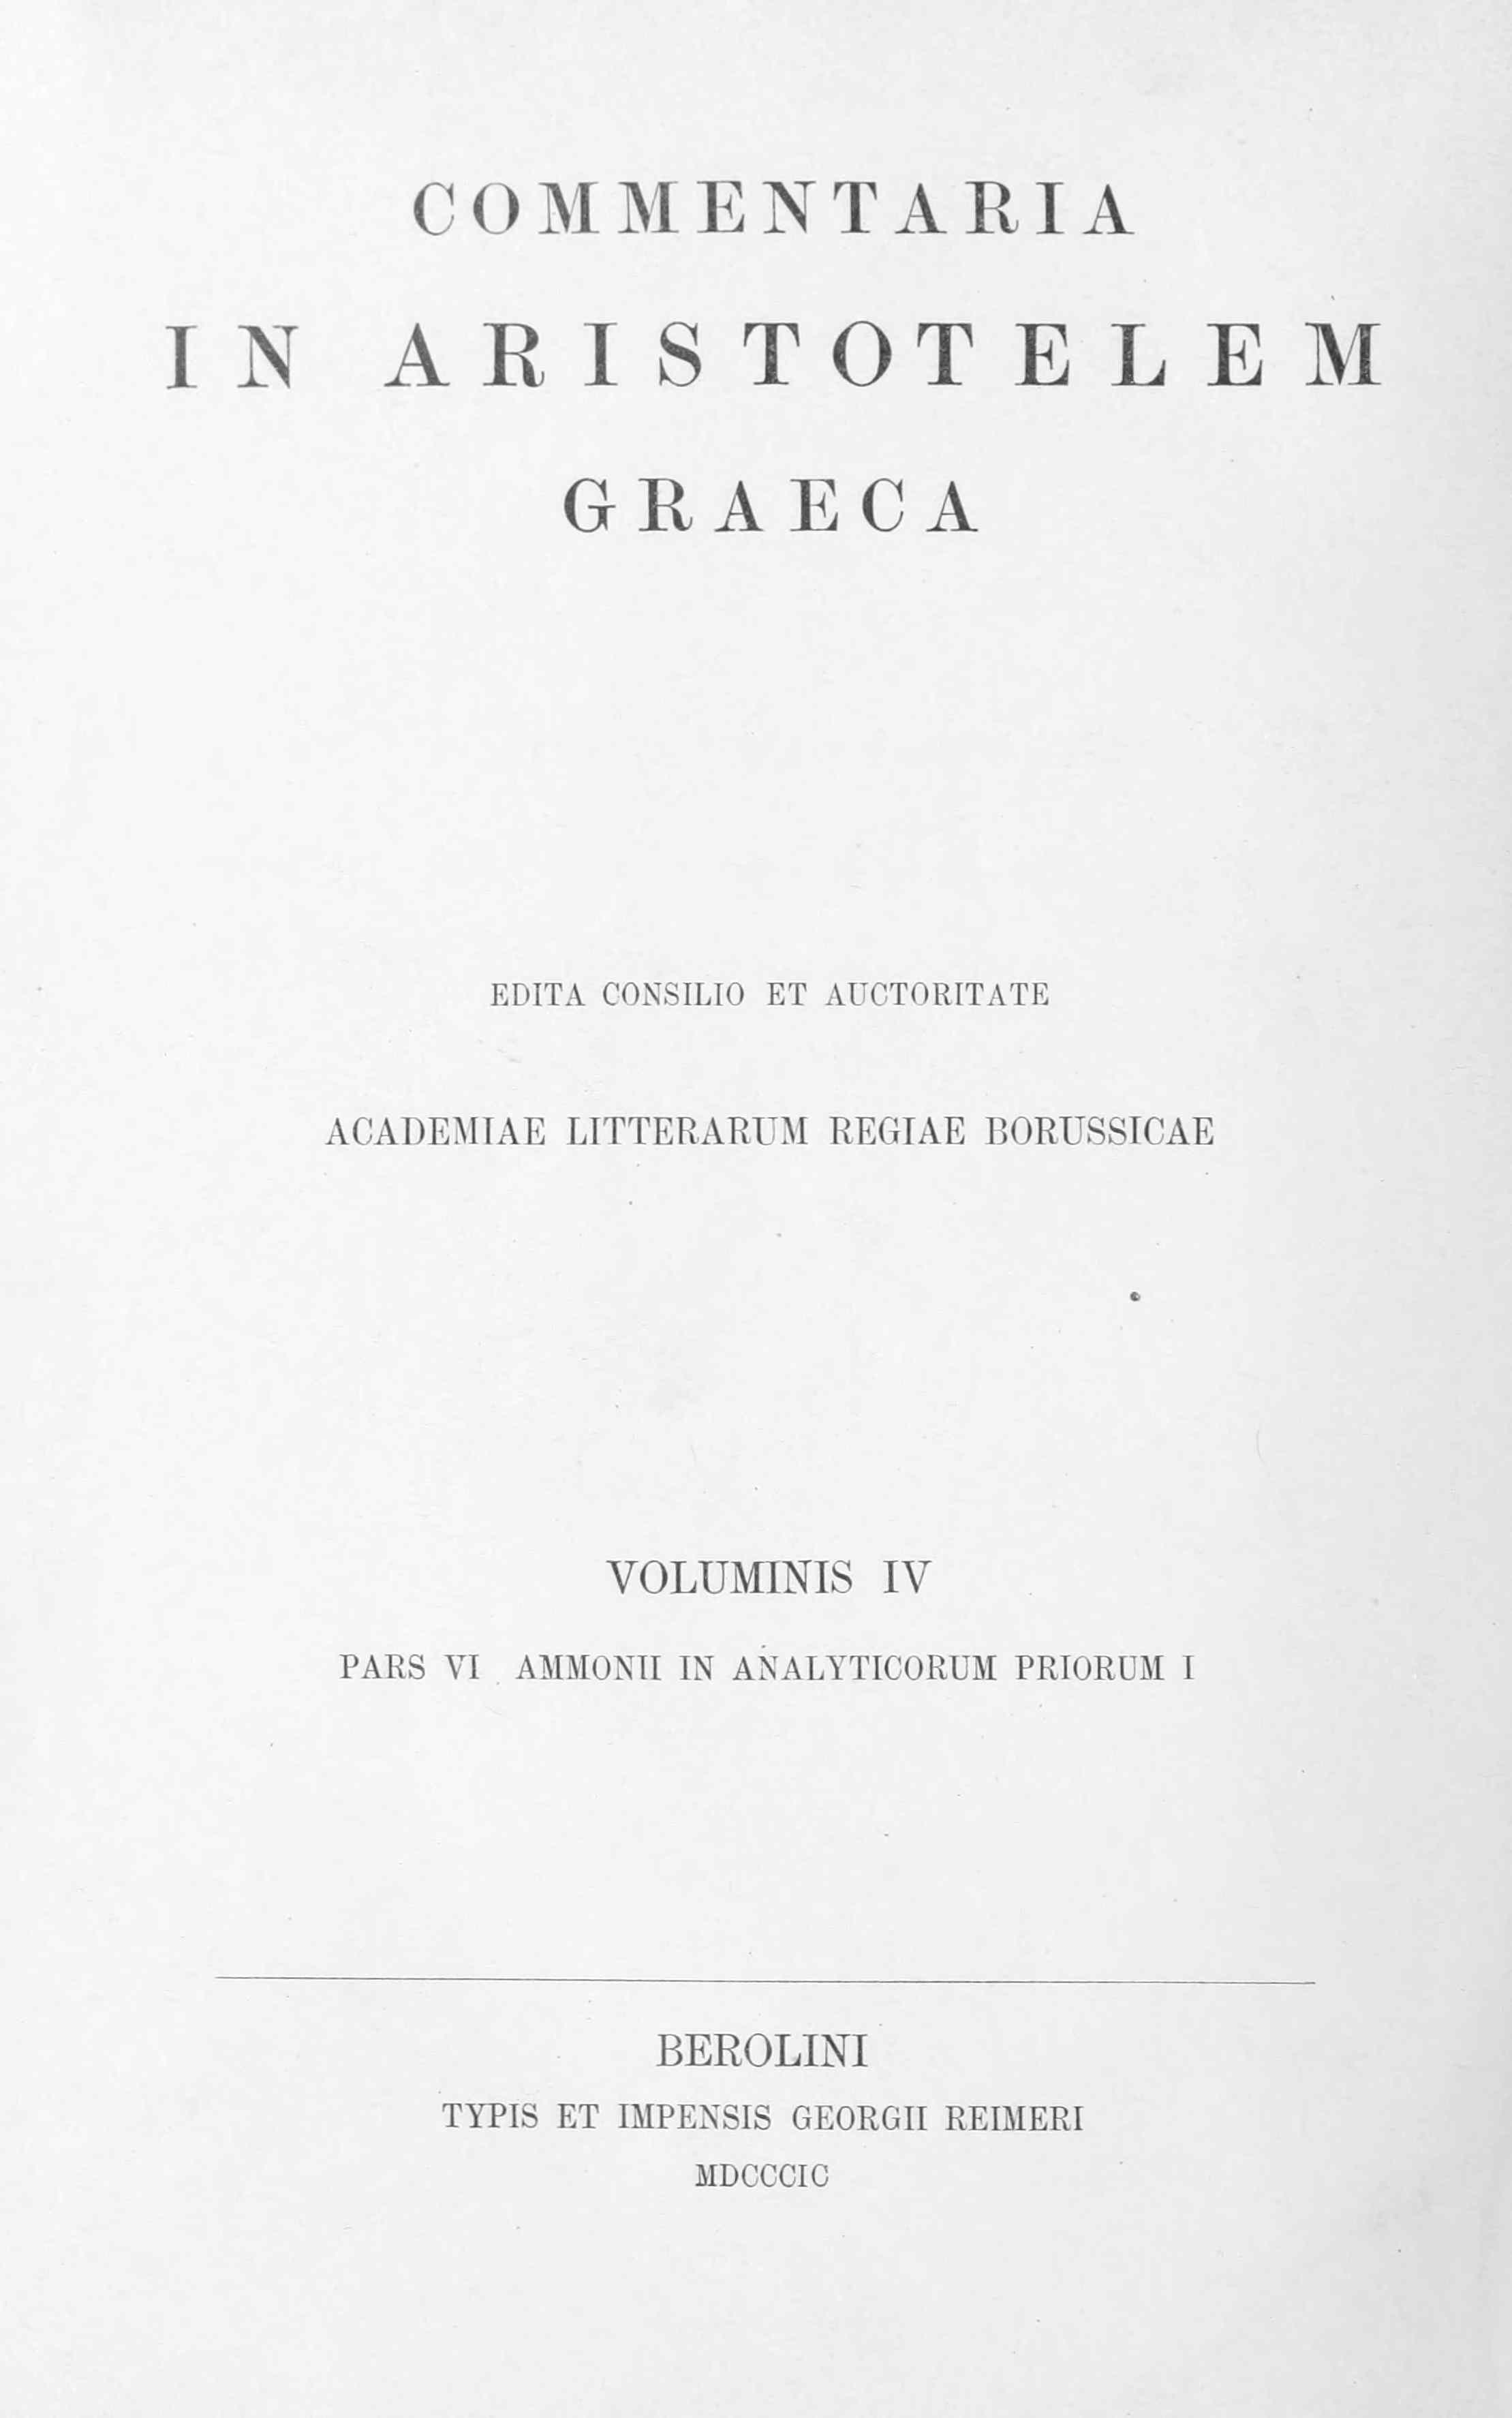 COMMENTARIA
IN ARISTOTELEM
GRAECA
EDITA CONSILIO ET AUCTORITATE
ACADEMIAE LITTERARUM REGIAE BORUSSICAE
VOLUMINIS IV
PARS VI AMMONII IN ANALYTICORUM PRIORUM I
BEROLINI
TYPIS ET IMPENSIS GEORGII REIMERI
MDCCCIC